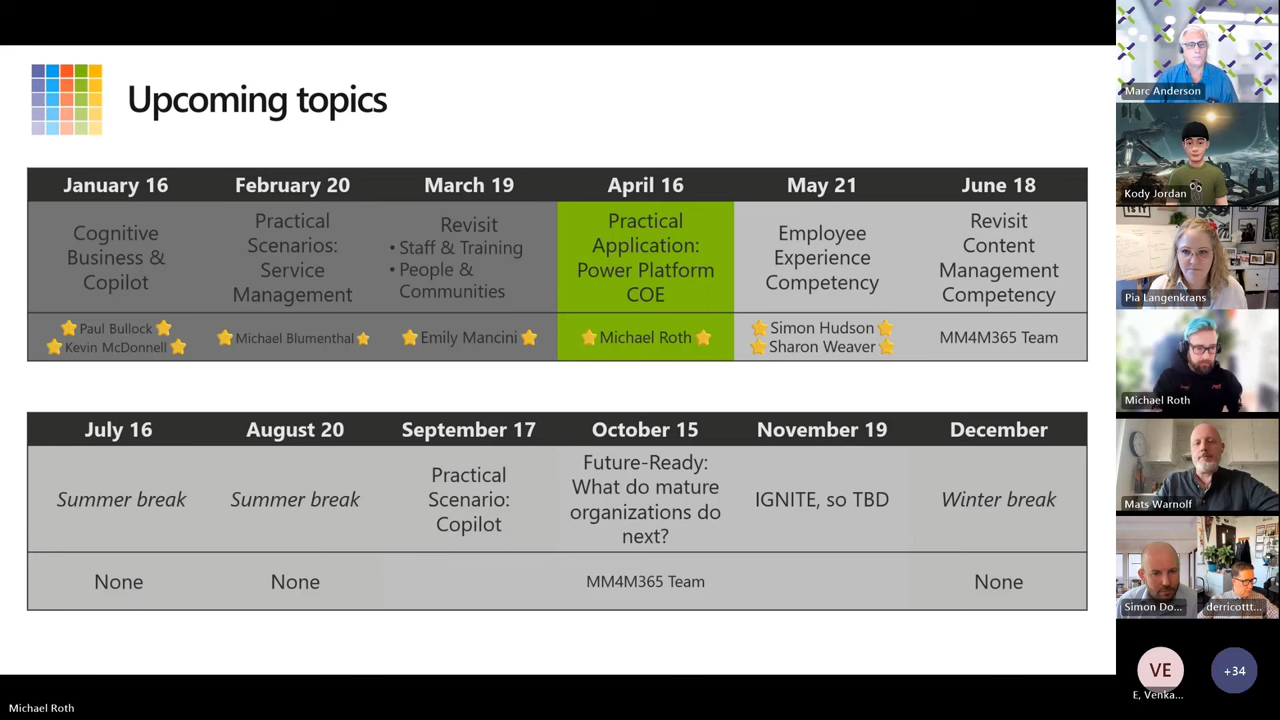 Upcoming topics
January 16
February 20
March 19
April 16
May 21
June 18
Cognitive
Business &
Copilot
Practical
Scenarios:
Service
Management
Revisit
• Staff & Training
• People &
Communities
Practical
Application:
Power Platform
COE
Employee
Experience
Competency
Revisit
Content
Management
Competency
Paul Bullock
Kevin McDonnell
Michael Blumenthal
Emily Mancini
Michael Roth
Simon Hudson
Sharon Weaver
MM4M365 Team
July 16
August 20
September 17
October 15
November 19
December
Summer break
Summer break
Practical
Scenario:
Copilot
Future-Ready:
What do mature
organizations do
next?
IGNITE, so TBD
Winter break
None
None
MM4M365 Team
None
Marc Anderson
Kody Jordan
Pia Langenkrans
Michael Roth
Mats Warnolf
Simon Do...
derricottt...
VE
E, Venka...
+34
Michael Roth